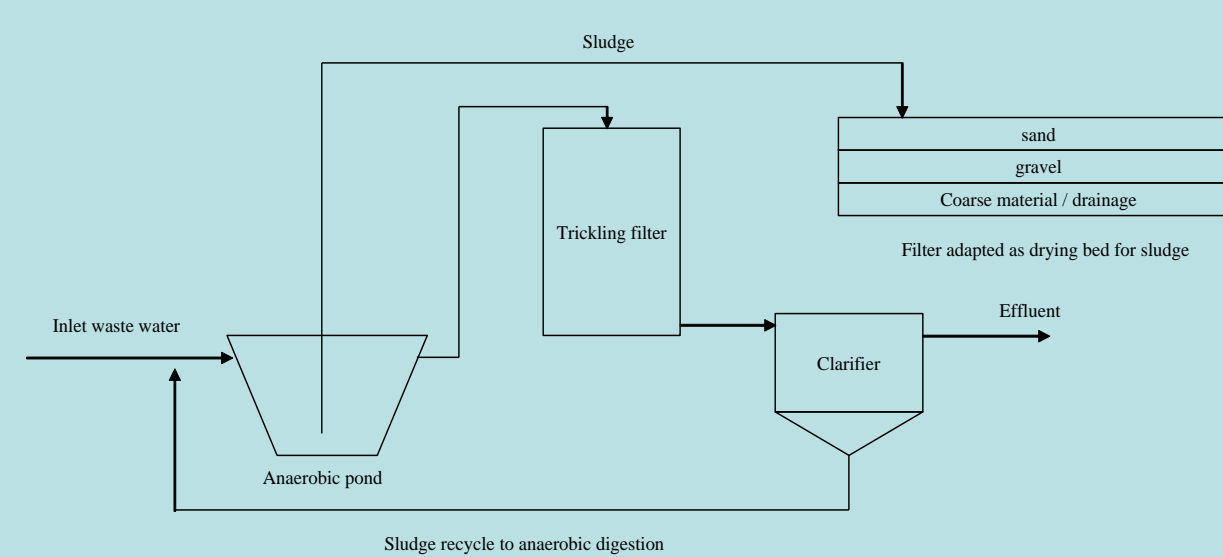 Sludge
sand
gravel
Coarse material / drainage
Trickling filter
Filter adapted as drying bed for sludge
Inlet waste water
Effluent
Clarifier
Anaerobic pond
Sludge recycle to anaerobic digestion